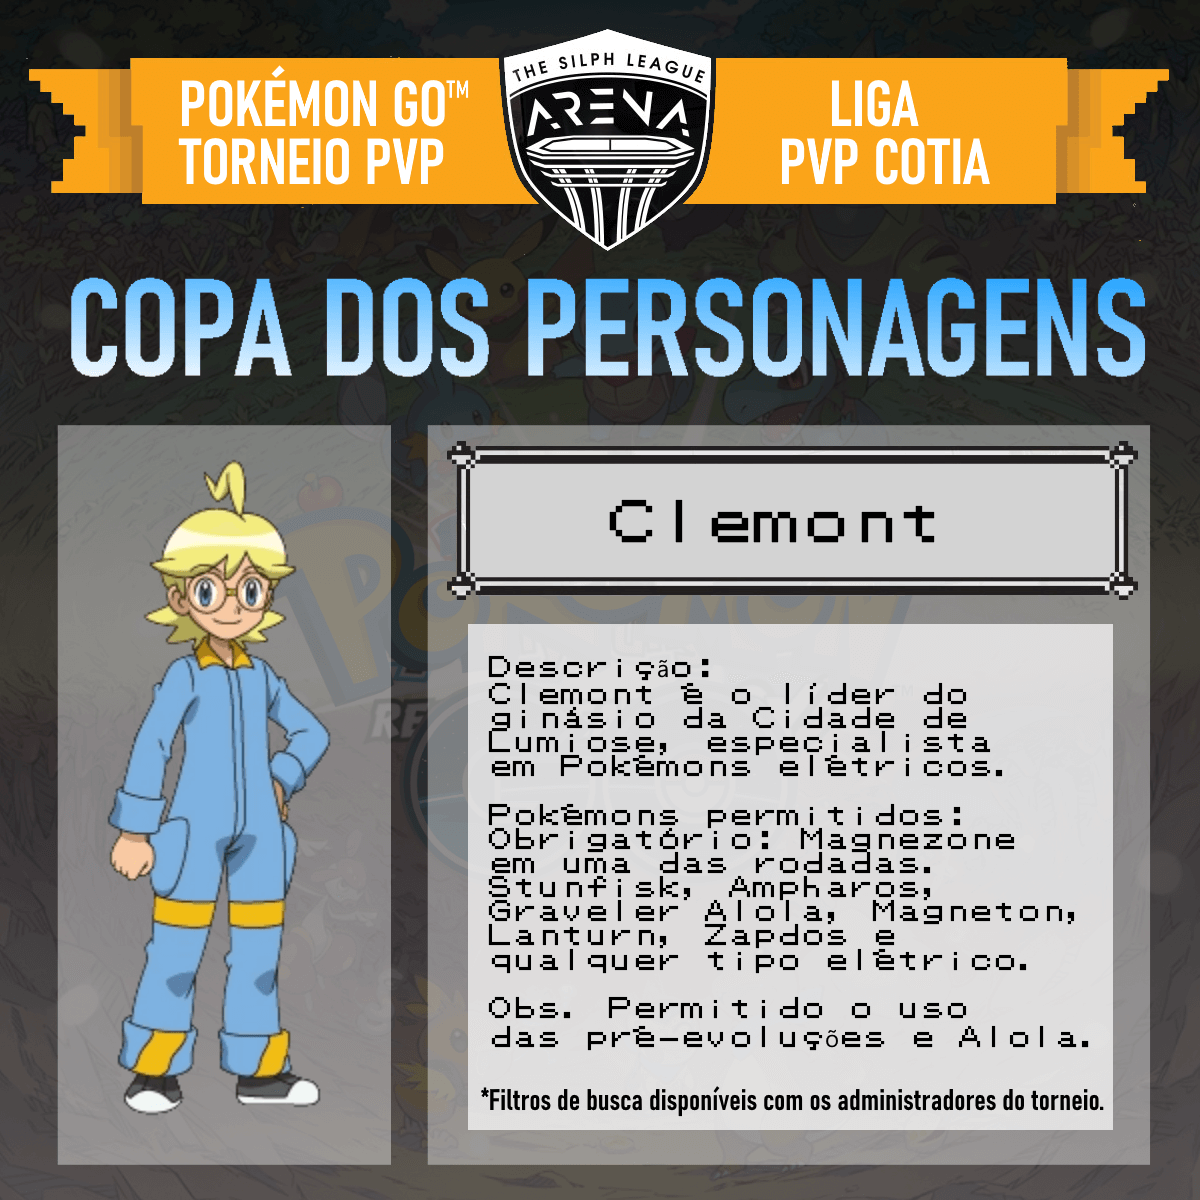 THE SILPH LEAGUE
ARENA
POKÉMON GO™
TORNEIO PVP
LIGA
PVP COTIA
COPA DOS PERSONAGENS
Clemont
Descrição:
Clemont é o líder do
ginásio da Cidade de
Lumiose, especialista
em Pokémons elétricos.
Pokémons permitidos:
Obrigatório: Magnezone
em uma das rodadas.
Stunfisk, Ampharos,
Graveler Alola, Magneton,
Lanturn, Zapdos e
qualquer tipo elétrico.
Obs. Permitido o uso
das pré-evoluções e Alola.
*Filtros de busca disponíveis com os administradores do torneio.
POKÉMON